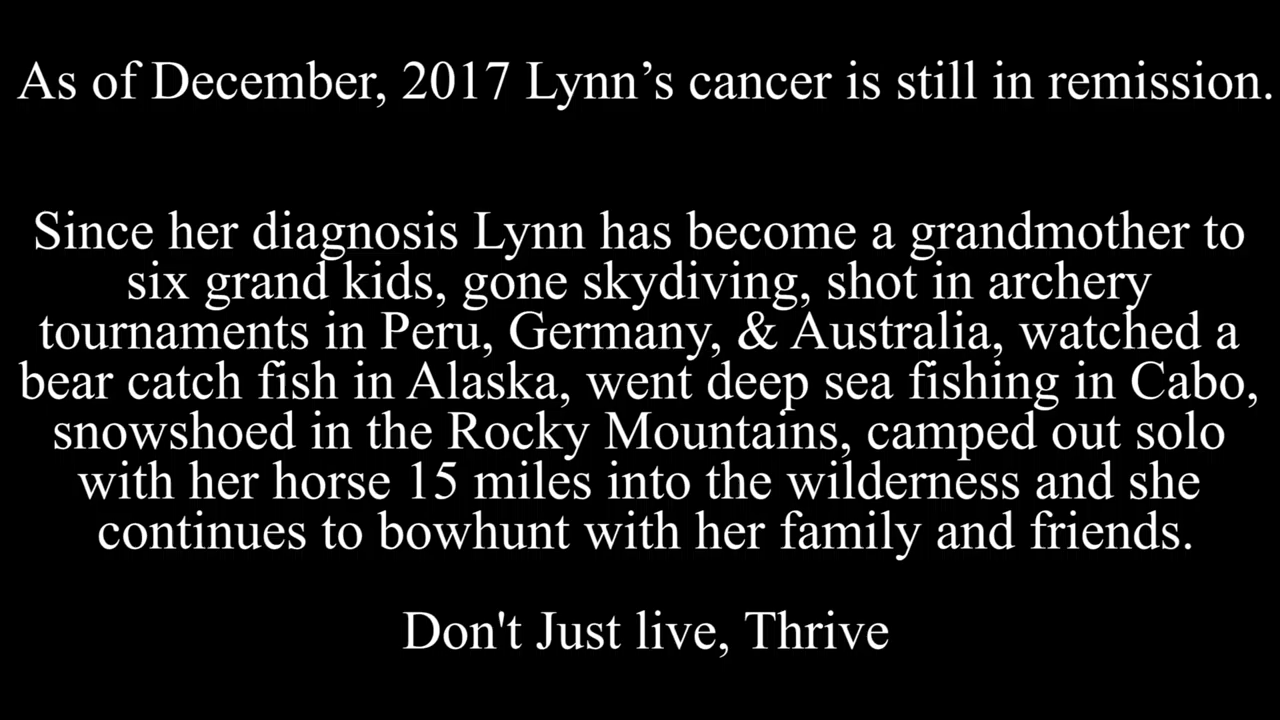 As of December, 2017 Lynn’s cancer is still in remission.
Since her diagnosis Lynn has become a grandmother to
six grand kids, gone skydiving, shot in archery
tournaments in Peru, Germany, & Australia, watched a
bear catch fish in Alaska, went deep sea fishing in Cabo,
snowshoed in the Rocky Mountains, camped out solo
with her horse 15 miles into the wilderness and she
continues to bowhunt with her family and friends.
Don't Just live, Thrive